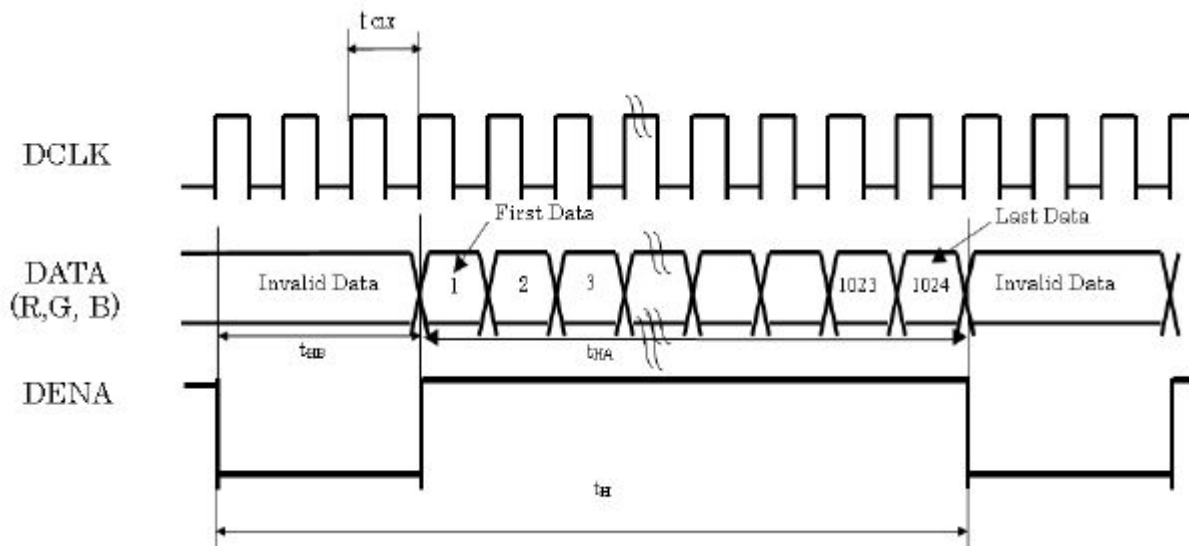 t CLK
DCLK
First Data
Last Data
DATA
(R,G, B)
Invalid Data
1
2
3
1023
1024
Invalid Data
tHB
tHA
DENA
tH